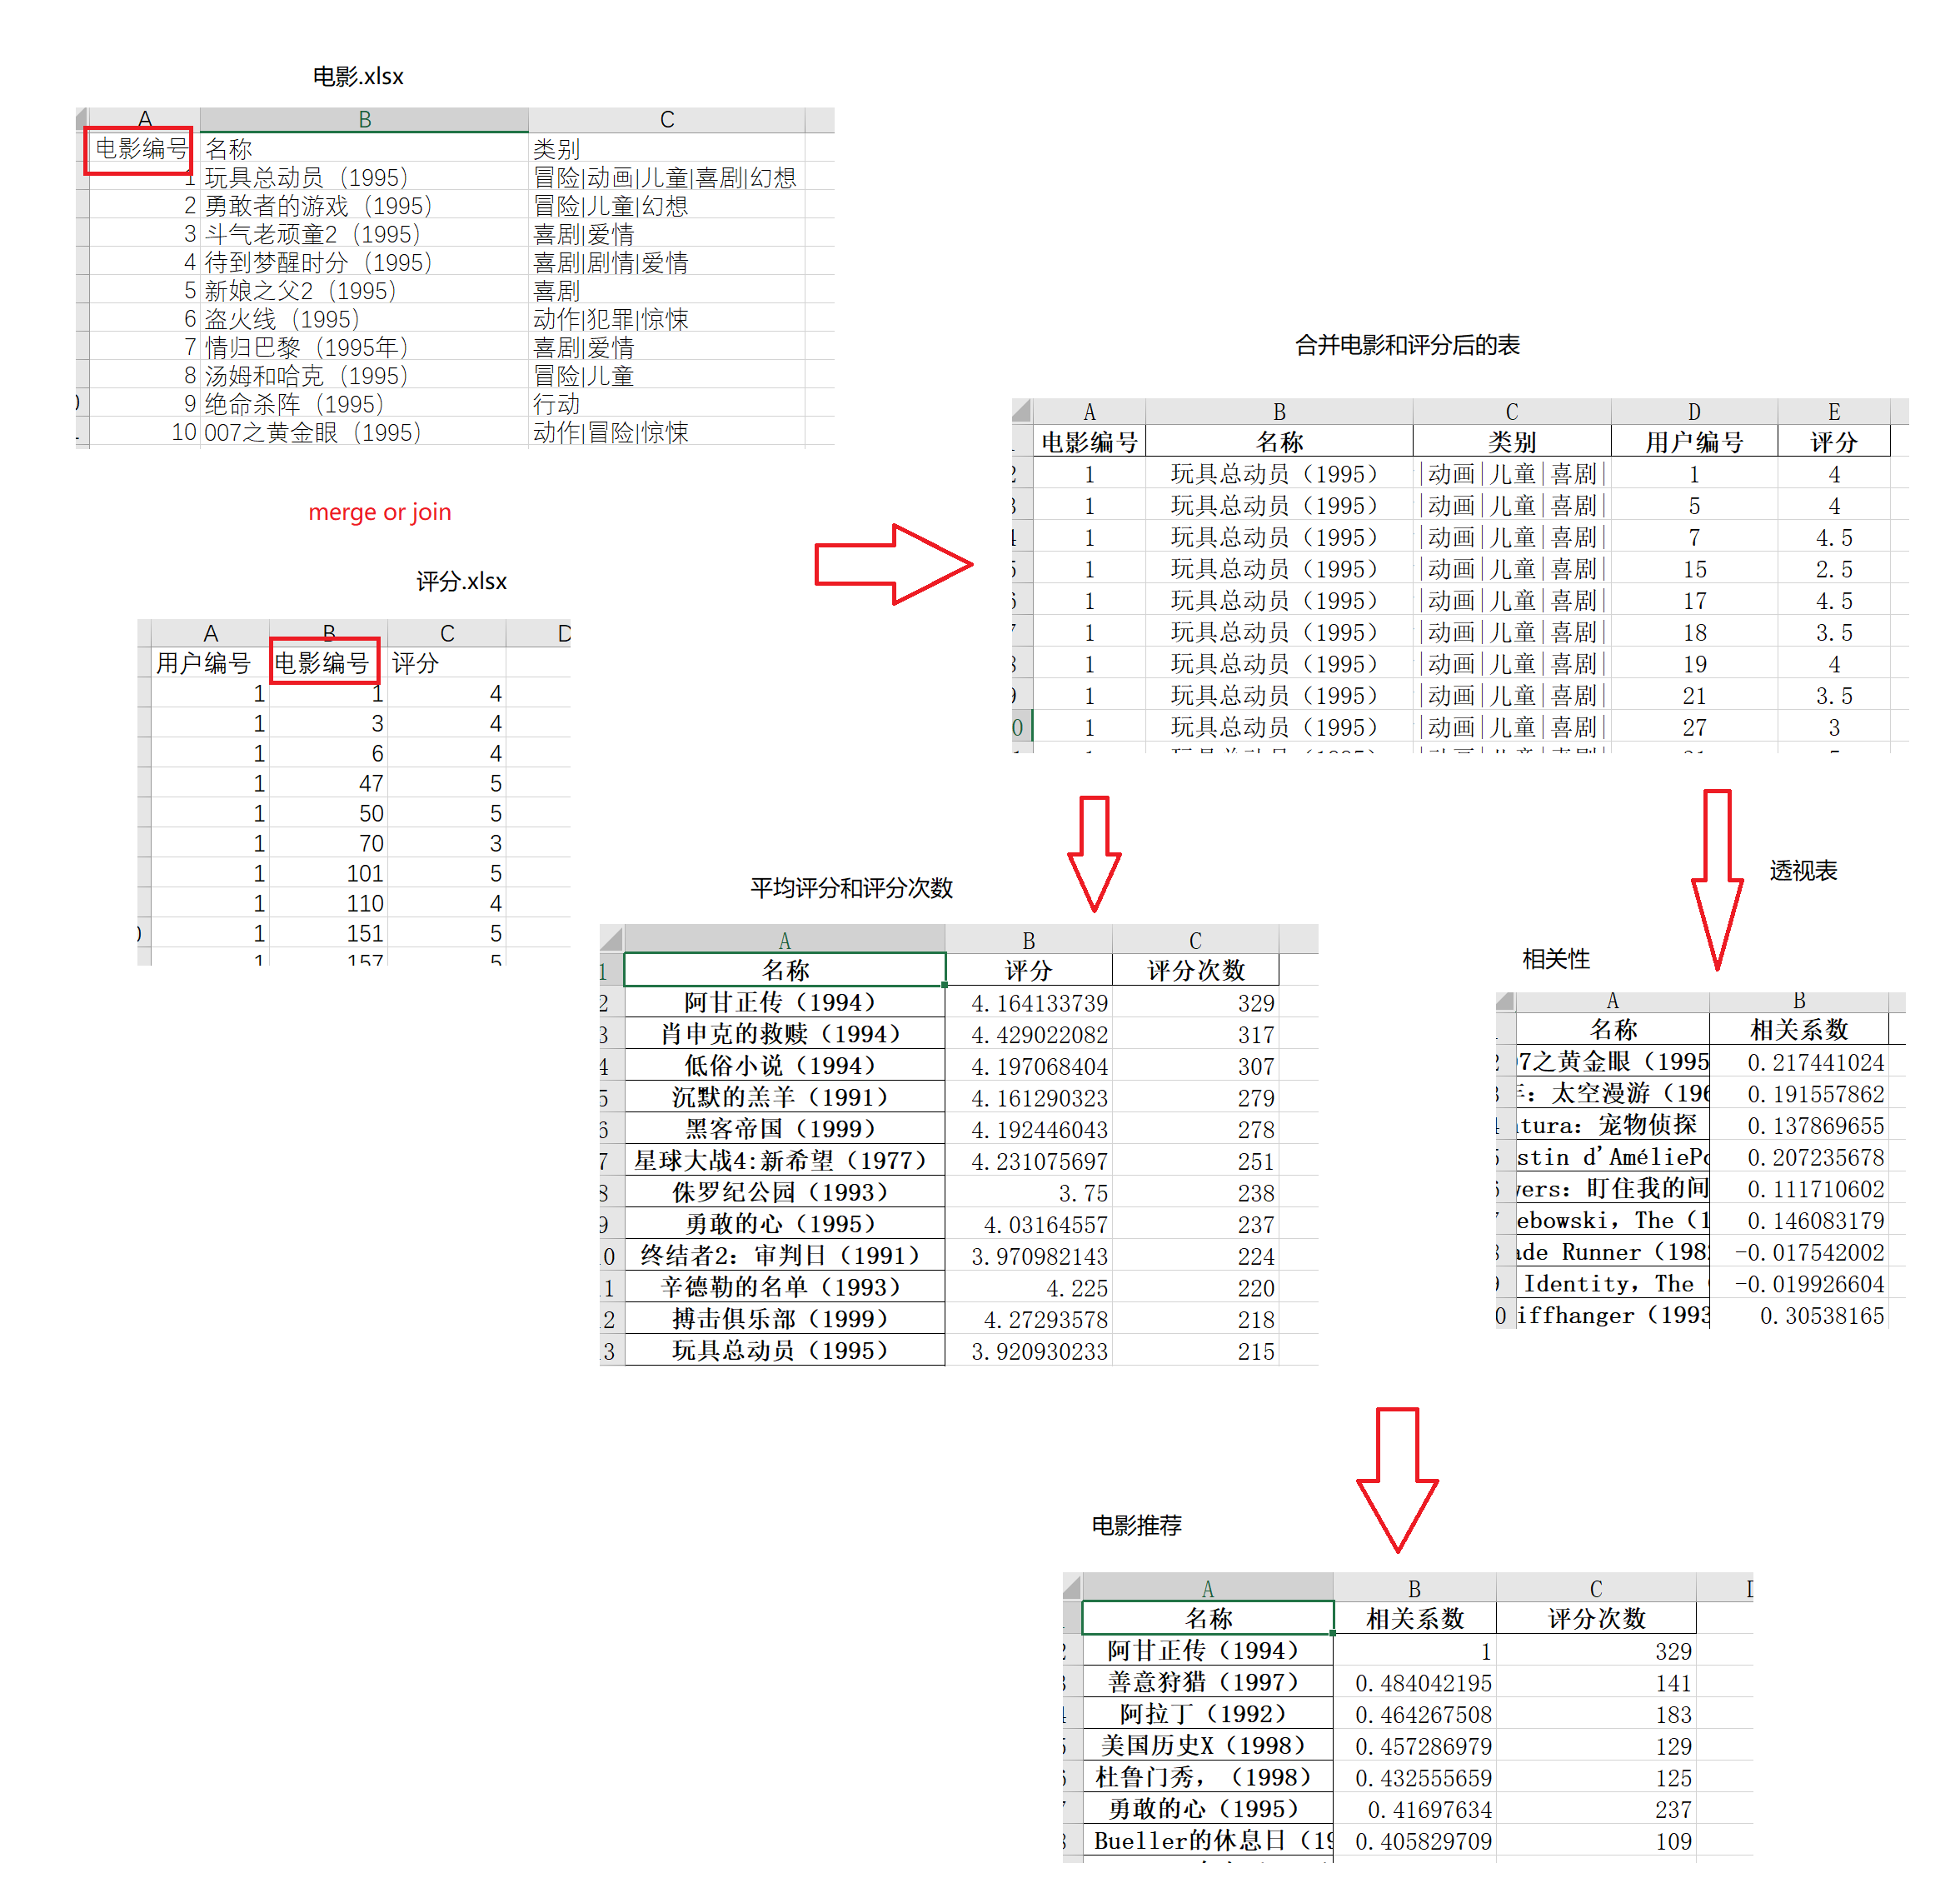 电影.xlsx
A B C
电影编号 名称 类别
1 玩具总动员（1995） 冒险|动画|儿童|喜剧|幻想
2 勇敢者的游戏（1995） 冒险|儿童|幻想
3 斗气老顽童2（1995） 喜剧|爱情
4 待到梦醒时分（1995） 喜剧|剧情|爱情
5 新娘之父2（1995） 喜剧
6 盗火线（1995） 动作|犯罪|惊悚
7 情归巴黎（1995年） 喜剧|爱情
8 汤姆和哈克（1995） 冒险|儿童
9 绝命杀阵（1995） 行动
10 007之黄金眼（1995） 动作|冒险|惊悚
merge or join
评分.xlsx
A B C D
用户编号 电影编号 评分
1 1 4
1 3 4
1 6 4
1 47 5
1 50 5
1 70 3
1 101 5
1 110 4
1 151 5
1 157 5
合并电影和评分后的表
A B C D E
电影编号 名称 类别 用户编号 评分
1 玩具总动员（1995） |动画|儿童|喜剧| 1 4
1 玩具总动员（1995） |动画|儿童|喜剧| 5 4
1 玩具总动员（1995） |动画|儿童|喜剧| 7 4.5
1 玩具总动员（1995） |动画|儿童|喜剧| 15 2.5
1 玩具总动员（1995） |动画|儿童|喜剧| 17 4.5
1 玩具总动员（1995） |动画|儿童|喜剧| 18 3.5
1 玩具总动员（1995） |动画|儿童|喜剧| 19 4
1 玩具总动员（1995） |动画|儿童|喜剧| 21 3.5
1 玩具总动员（1995） |动画|儿童|喜剧| 27 3
平均评分和评分次数
A B C
1 名称 评分 评分次数
2 阿甘正传（1994） 4.164133739 329
3 肖申克的救赎（1994） 4.429022082 317
4 低俗小说（1994） 4.197068404 307
5 沉默的羔羊（1991） 4.161290323 279
6 黑客帝国（1999） 4.192446043 278
7 星球大战4:新希望（1977） 4.231075697 251
8 侏罗纪公园（1993） 3.75 238
9 勇敢的心（1995） 4.03164557 237
0 终结者2：审判日（1991） 3.970982143 224
1 辛德勒的名单（1993） 4.225 220
2 搏击俱乐部（1999） 4.27293578 218
3 玩具总动员（1995） 3.920930233 215
透视表
相关性
A B
名称 相关系数
7之黄金眼（1995 0.217441024
：太空漫游（196 0.191557862
tura：宠物侦探 0.137869655
stin d'AméliePo 0.207235678
wers：盯住我的间 0.111710602
ebowski，The（1 0.146083179
ade Runner（198 -0.017542002
Identity，The（ -0.019926604
iffhanger（1993 0.30538165
电影推荐
A B C
名称 相关系数 评分次数
阿甘正传（1994） 1 329
善意狩猎（1997） 0.484042195 141
阿拉丁（1992） 0.464267508 183
美国历史X（1998） 0.457286979 129
杜鲁门秀，（1998） 0.432555659 125
勇敢的心（1995） 0.41697634 237
Bueller的休息日（19 0.405829709 109